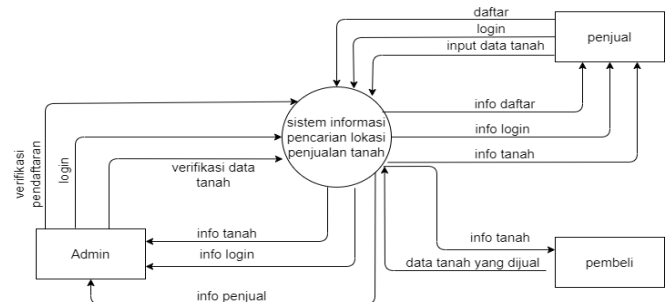 daftar
login
input data tanah
penjual
sistem informasi
pencarian lokasi
penjualan tanah
info daftar
info login
info tanah
verifikasi
pendaftaran
login
verifikasi data
tanah
Admin
info tanah
info login
info penjual
info tanah
data tanah yang dijual
pembeli